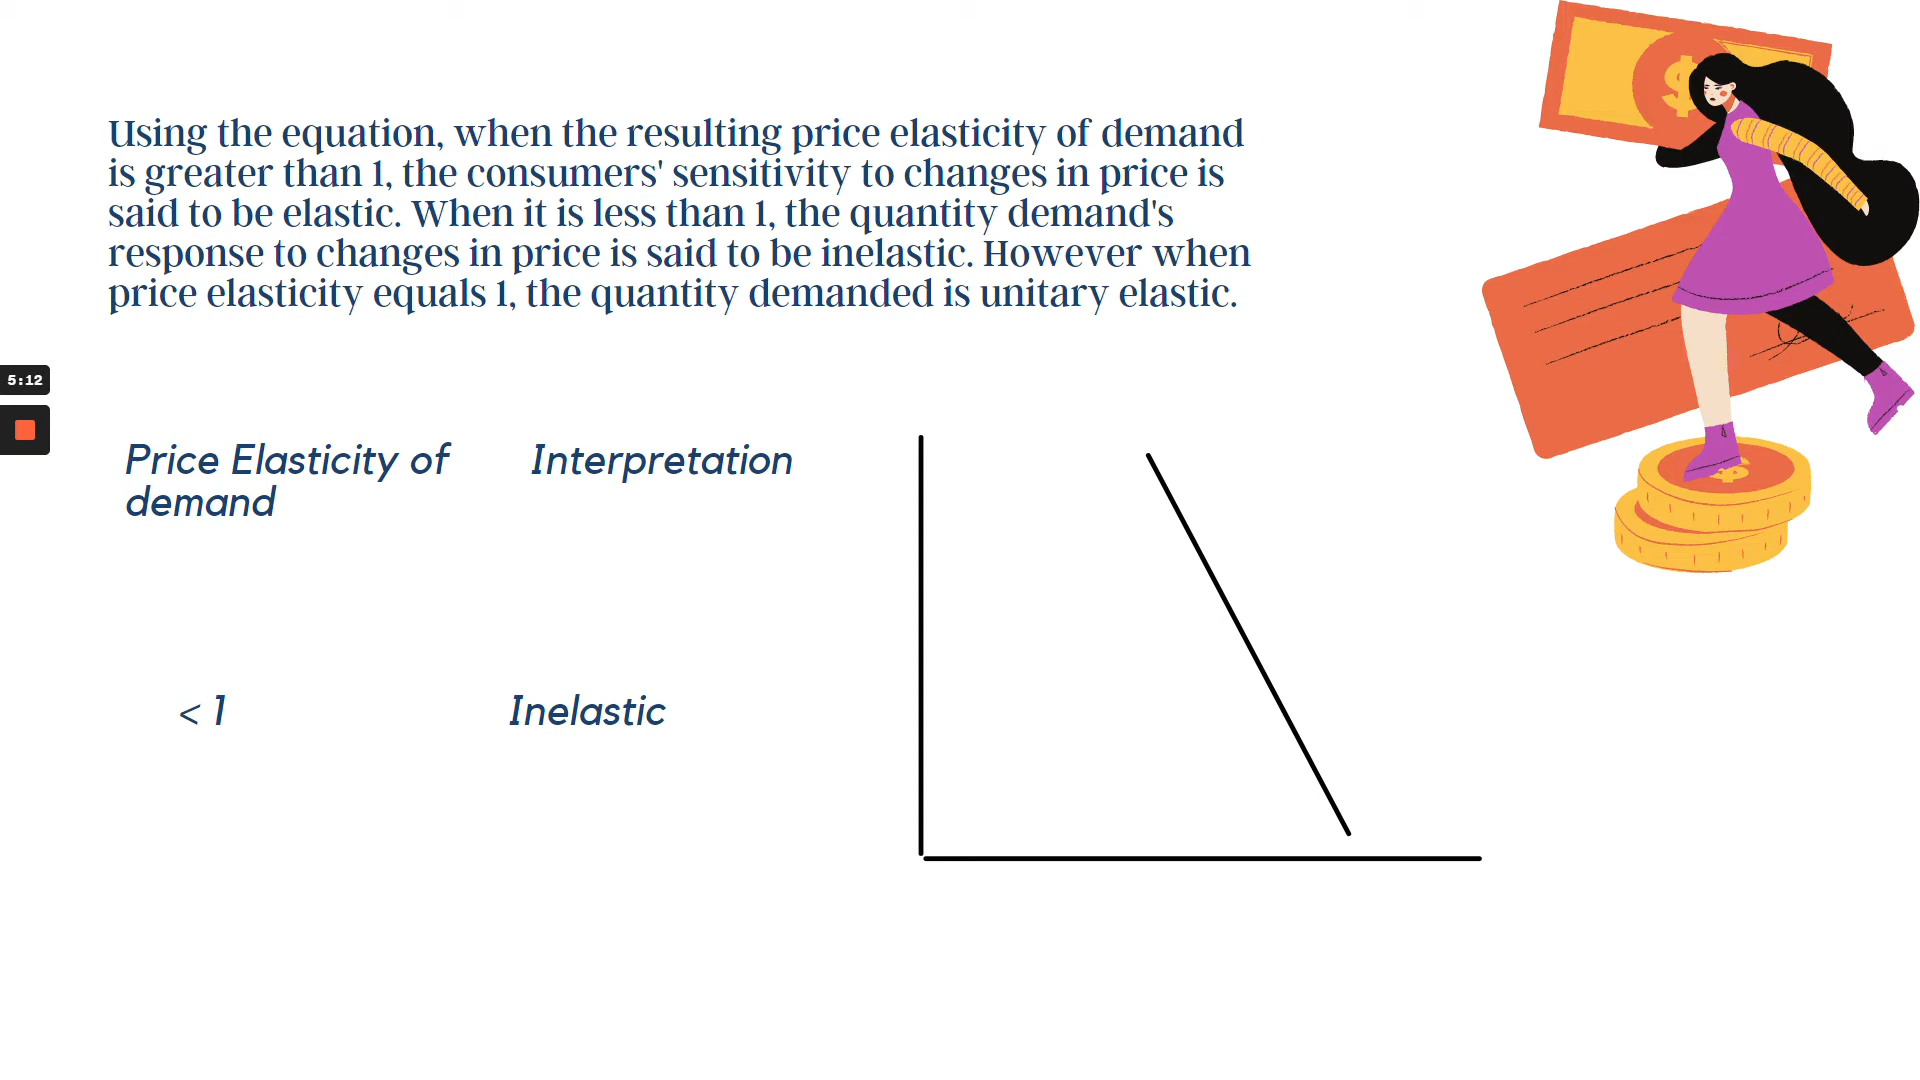 Using the equation, when the resulting price elasticity of demand
is greater than 1, the consumers' sensitivity to changes in price is
said to be elastic. When it is less than 1, the quantity demand's
response to changes in price is said to be inelastic. However when
price elasticity equals 1, the quantity demanded is unitary elastic.
5:12
Price Elasticity of
demand
Interpretation
< 1
Inelastic
$
$